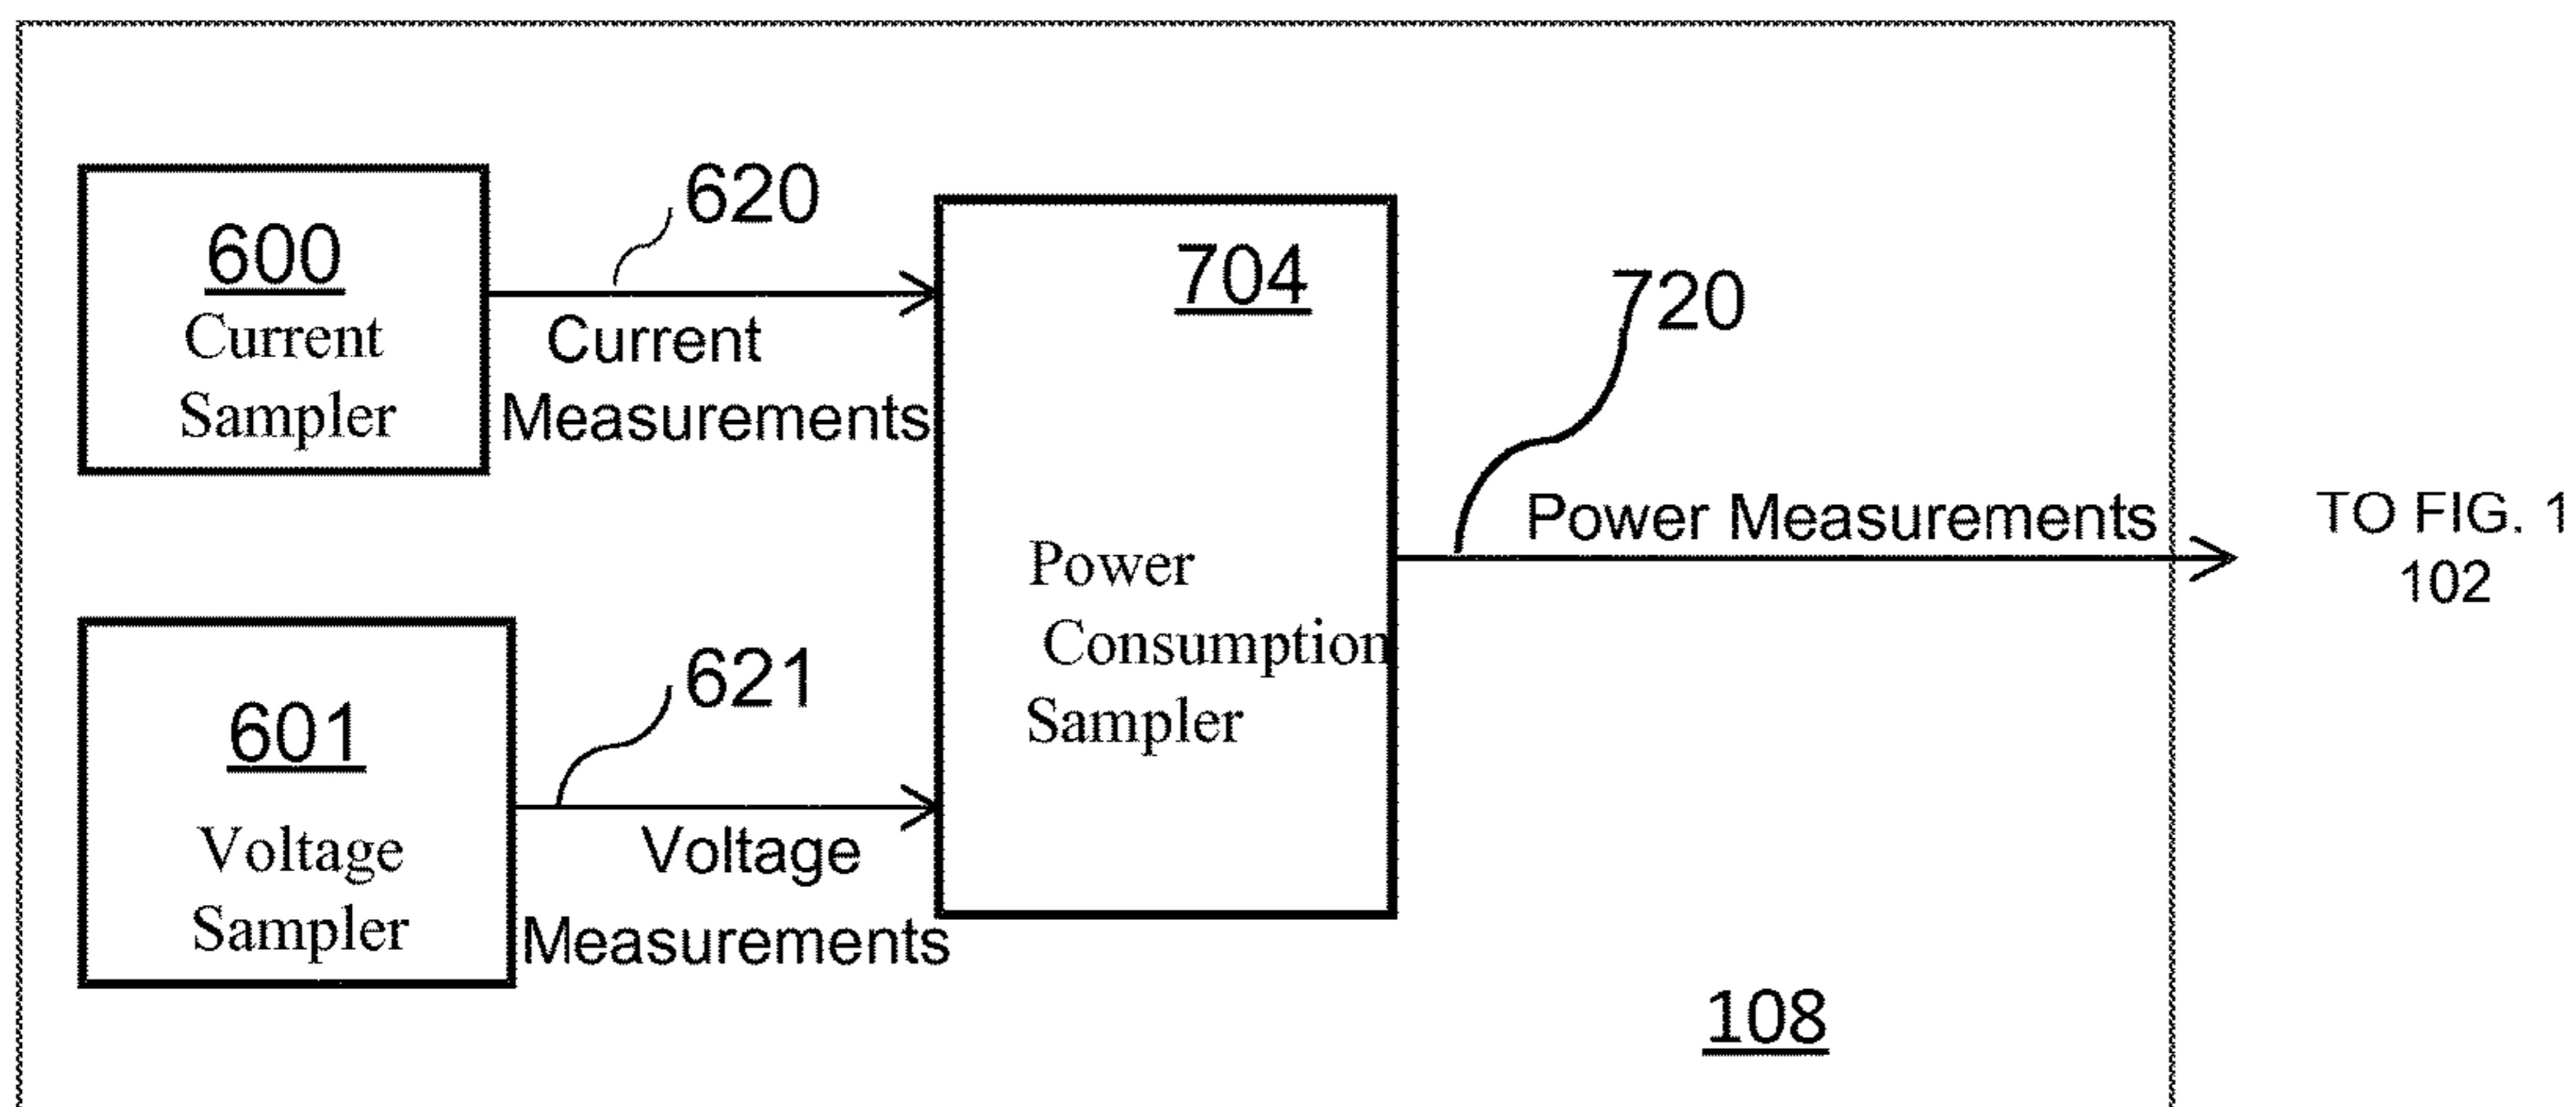 600
Current
Sampler
620
Current
Measurements
601
Voltage
Sampler
621
Voltage
Measurements
704
Power
Consumption
Sampler
720
Power Measurements
TO FIG. 1
102
108